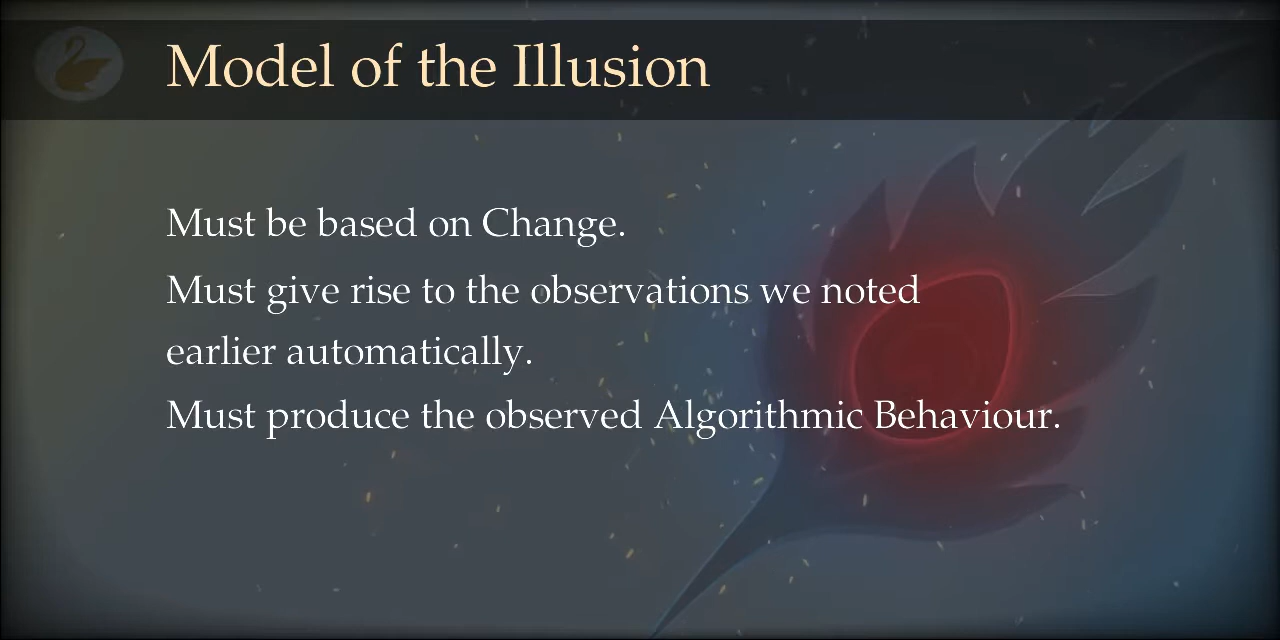 Model of the Illusion
Must be based on Change.
Must give rise to the observations we noted
earlier automatically.
Must produce the observed Algorithmic Behaviour.